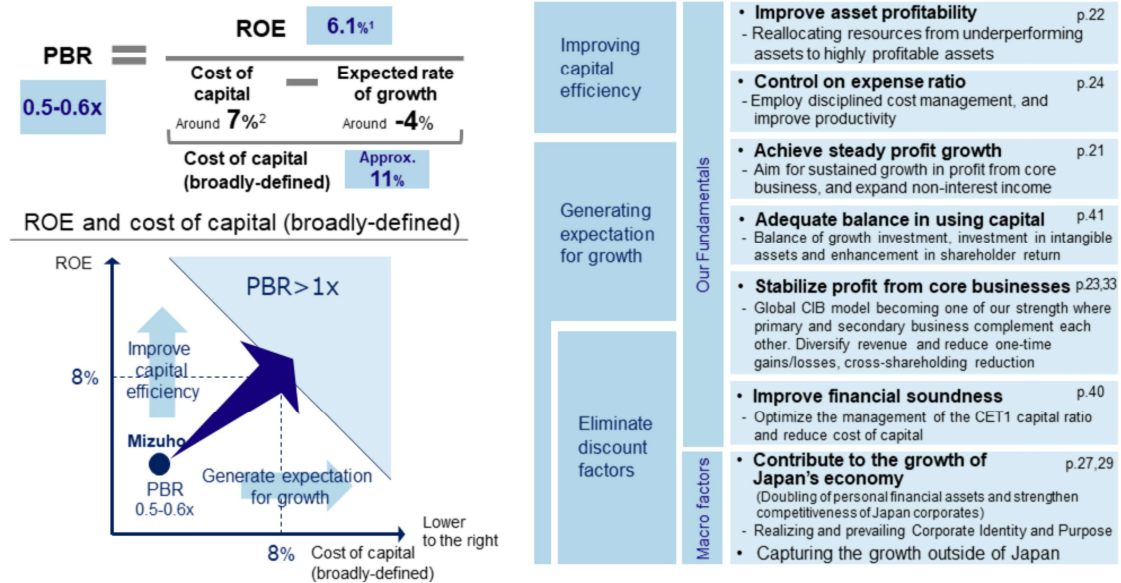 ROE 6.1%¹
PBR =
0.5-0.6x
Cost of capital
Around 7%²
−
Expected rate of growth
Around -4%
Cost of capital (broadly-defined)
Approx. 11%
ROE and cost of capital (broadly-defined)
ROE
PBR>1x
Improve
capital
efficiency
8%
Mizuho
PBR
0.5-0.6x
Generate expectation
for growth
Lower
to the right
8%
Cost of capital
(broadly-defined)
Improving
capital
efficiency
Generating
expectation
for growth
Eliminate
discount
factors
Our Fundamentals
Macro factors
• Improve asset profitability p.22
- Reallocating resources from underperforming
assets to highly profitable assets
• Control on expense ratio p.24
- Employ disciplined cost management, and
improve productivity
• Achieve steady profit growth p.21
- Aim for sustained growth in profit from core
business, and expand non-interest income
• Adequate balance in using capital p.41
- Balance of growth investment, investment in intangible
assets and enhancement in shareholder return
• Stabilize profit from core businesses p.23,33
- Global CIB model becoming one of our strength where
primary and secondary business complement each
other. Diversify revenue and reduce one-time
gains/losses, cross-shareholding reduction
• Improve financial soundness p.40
- Optimize the management of the CET1 capital ratio
and reduce cost of capital
• Contribute to the growth of p.27,29
Japan's economy
(Doubling of personal financial assets and strengthen
competitiveness of Japan corporates)
- Realizing and prevailing Corporate Identity and Purpose
• Capturing the growth outside of Japan